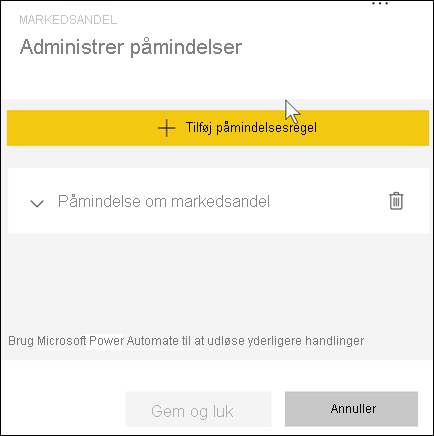 MARKEDSANDEL
Administrer påmindelser
Tilføj påmindelsesregel
Påmindelse om markedsandel
Brug Microsoft Power Automate til at udløse yderligere handlinger
Gem og luk
Annuller